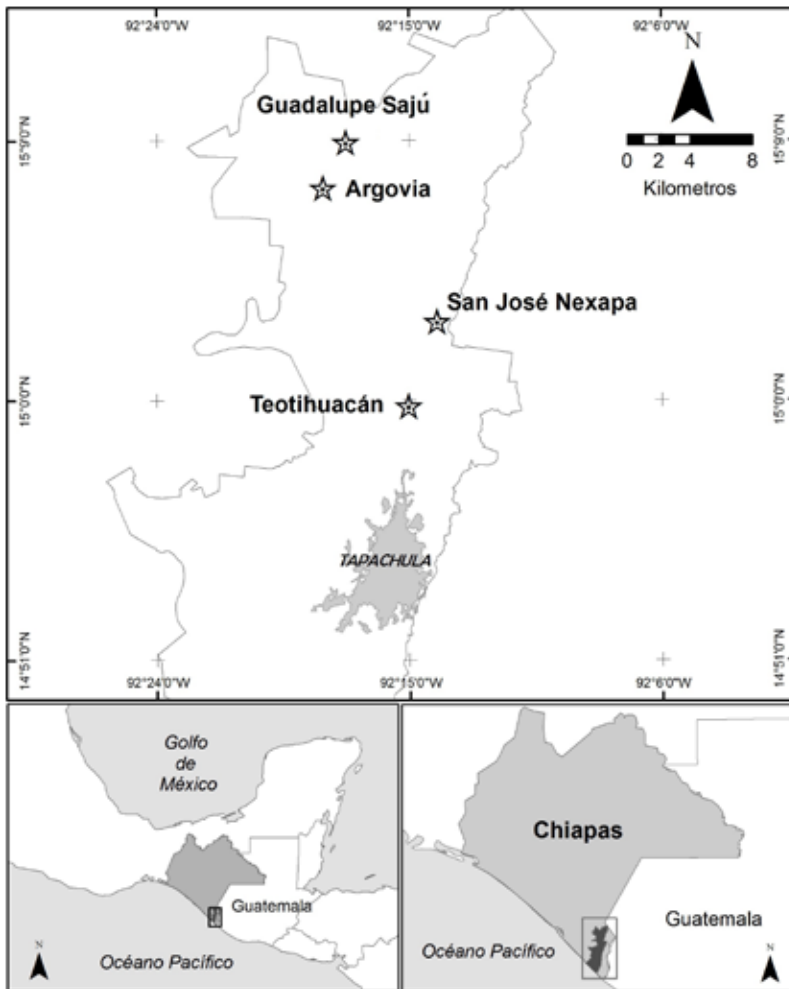 92°24'0"W
92°15'0"W
92°6'0"W
N
Guadalupe Sajú
15°9'0"N
15°9'0"N
0 2 4 8
Kilometros
Argovia
San José Nexapa
15°0'0"N
15°0'0"N
Teotihuacán
TAPACHULA
14°51'0"N
14°51'0"N
92°24'0"W
92°15'0"W
92°6'0"W
Golfo
de
México
Guatemala
N
Océano Pacífico
Chiapas
Guatemala
Océano Pacífico
N